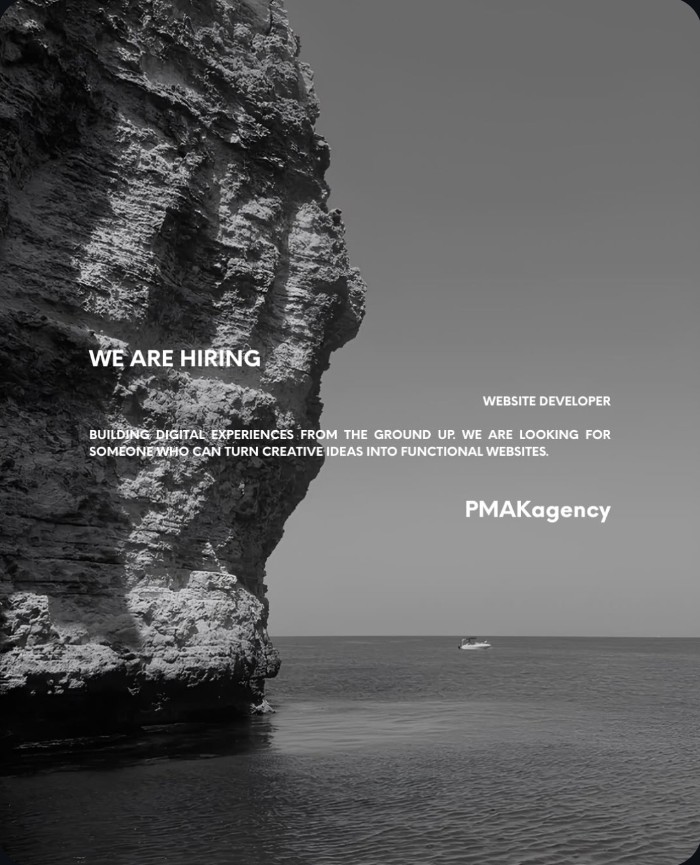 WE ARE HIRING
WEBSITE DEVELOPER
BUILDING DIGITAL EXPERIENCES FROM THE GROUND UP. WE ARE LOOKING FOR
SOMEONE WHO CAN TURN CREATIVE IDEAS INTO FUNCTIONAL WEBSITES.
PMAKagency